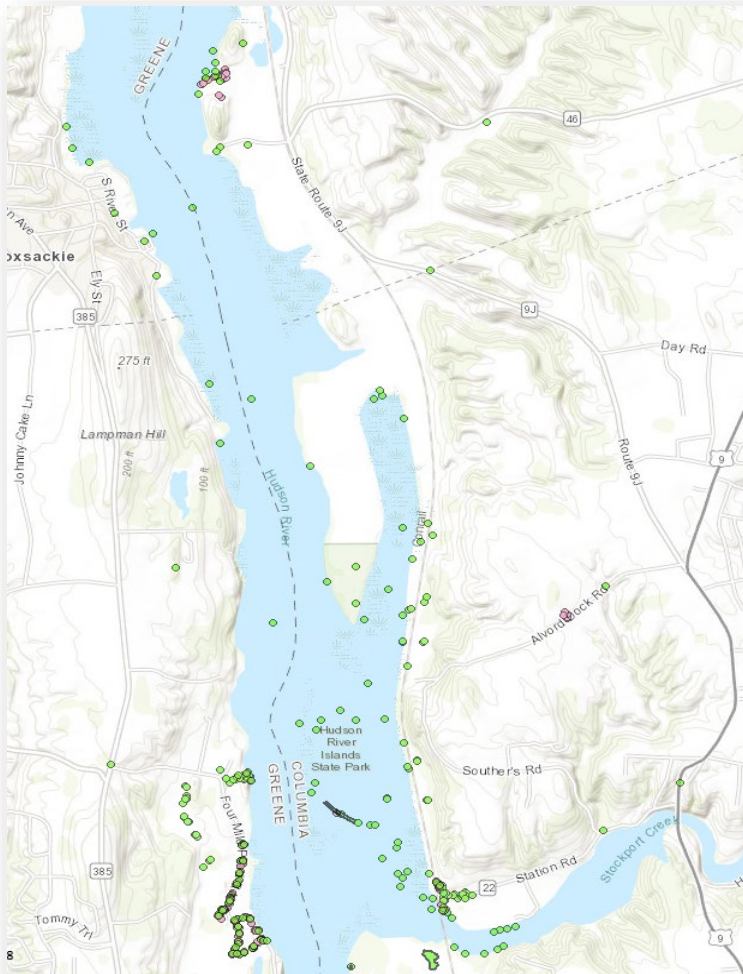 GREENE
46
State Route 9J
S River St
n Ave
oxsackie
Ely St
385
9J
Day Rd
275 ft
Johnny Cake Ln
Lampman Hill
200 ft
100 ft
Route 9J
9
Hudson River
Conrail
Alvord Dock Rd
Hudson
River
Islands
State Park
COLUMBIA
GREENE
Souther's Rd
Four Mile P
385
Stockport Creek
Station Rd
22
Tommy Trl
9
H
8